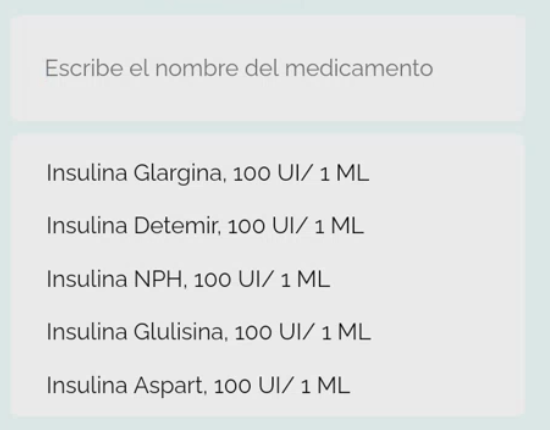 Escribe el nombre del medicamento
Insulina Glargina, 100 UI/ 1 ML
Insulina Detemir, 100 UI/ 1 ML
Insulina NPH, 100 UI/ 1 ML
Insulina Glulisina, 100 UI/ 1 ML
Insulina Aspart, 100 UI/ 1 ML